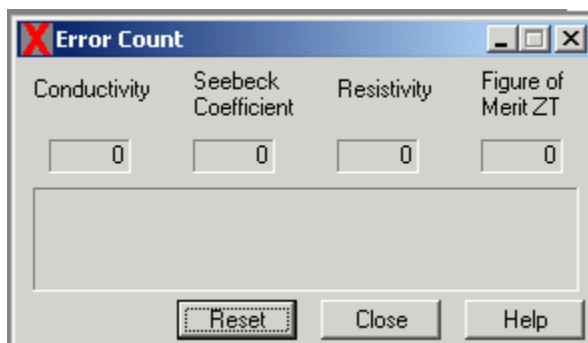 Error Count
Conductivity
Seebeck
Coefficient
Resistivity
Figure of
Merit ZT
0 0 0 0
Reset Close Help